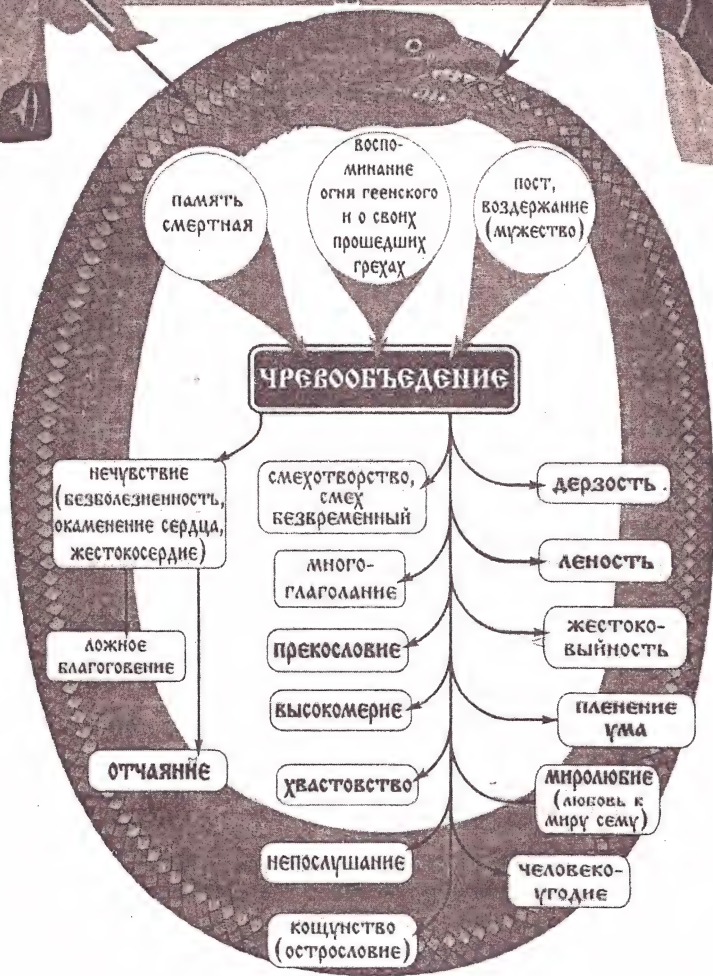 ПАМЯТЬ
СМЕРТНАЯ
ВОСПО-
МИНАНИЕ
ОГНЯ ГЕЕНСКОГО
И О СВОИХ
ПРОШЕДШИХ
ГРЕХАХ
ПОСТ,
ВОЗДЕРЖАНИЕ
(МУЖЕСТВО)
ЧРЕВООБЪЕДЕНИЕ
НЕЧУВСТВИЕ
(БЕЗБОЛЕЗНЕННОСТЬ,
ОКАМЕНЕНИЕ СЕРДЦА,
ЖЕСТОКОСЕРДИЕ)
ЛОЖНОЕ
БЛАГОГОВЕНИЕ
ОТЧАЯНИЕ
СМЕХОТВОРСТВО,
СМЕХ
БЕЗВРЕМЕННЫЙ
МНОГО-
ГЛАГОЛАНИЕ
ПРЕКОСЛОВИЕ
ВЫСОКОМЕРИЕ
ХВАСТОВСТВО
НЕПОСЛУШАНИЕ
КОЩУНСТВО
(ОСТРОСЛОВИЕ)
ДЕРЗОСТЬ
ЛЕНОСТЬ
ЖЕСТОКО-
ВЫЙНОСТЬ
ПЛЕНЕНИЕ
УМА
МИРОЛЮБИЕ
(ЛЮБОВЬ К
МИРУ СЕМУ)
ЧЕЛОВЕКО-
УГОДИЕ